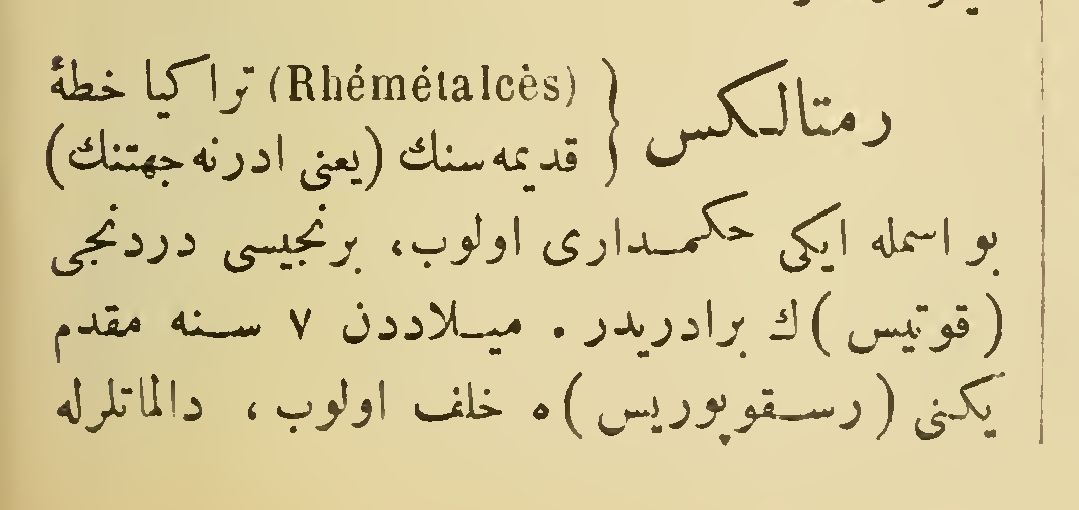 رمتالكس { (Rhémétalcès) تراكيا خطهٔ
قديمه سنك (يعنى ادرنه جهتنك)
بو اسمله ايكى حكمدارى اولوب، برنجيسى دردنجى
(قوتيس)ك برادريدر. ميلاددن ٧ سنه مقدم
يكنى (رسقوپوريس)ه خلف اولوب، دالماتلرله